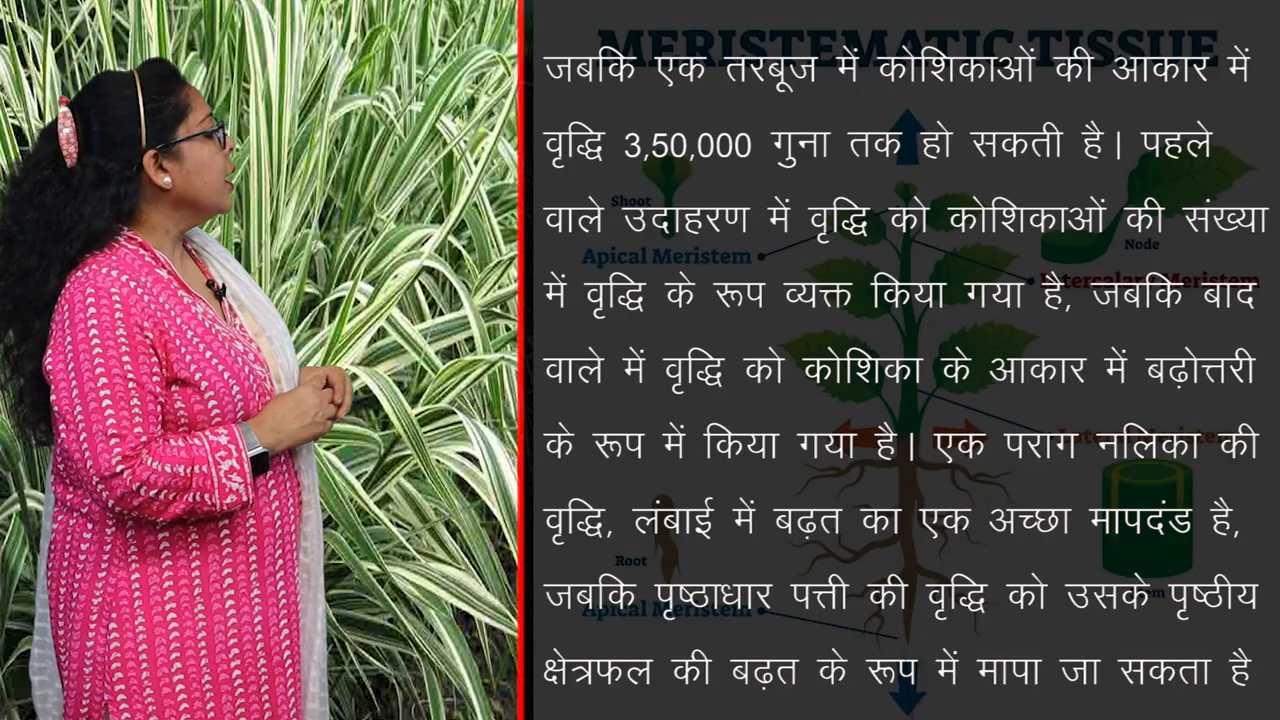 MERISTEMATIC TISSUE
जबकि एक तरबूज में कोशिकाओं की आकार में
वृद्धि 3,50,000 गुना तक हो सकती है। पहले
वाले उदाहरण में वृद्धि को कोशिकाओं की संख्या
में वृद्धि के रूप व्यक्त किया गया है, जबकि बाद
वाले में वृद्धि को कोशिका के आकार में बढ़ोत्तरी
के रूप में किया गया है। एक पराग नलिका की
वृद्धि, लंबाई में बढ़त का एक अच्छा मापदंड है,
जबकि पृष्ठाधार पत्ती की वृद्धि को उसके पृष्ठीय
क्षेत्रफल की बढ़त के रूप में मापा जा सकता है
Shoot
Apical Meristem
Node
Intercalary Meristem
Root
Apical Meristem